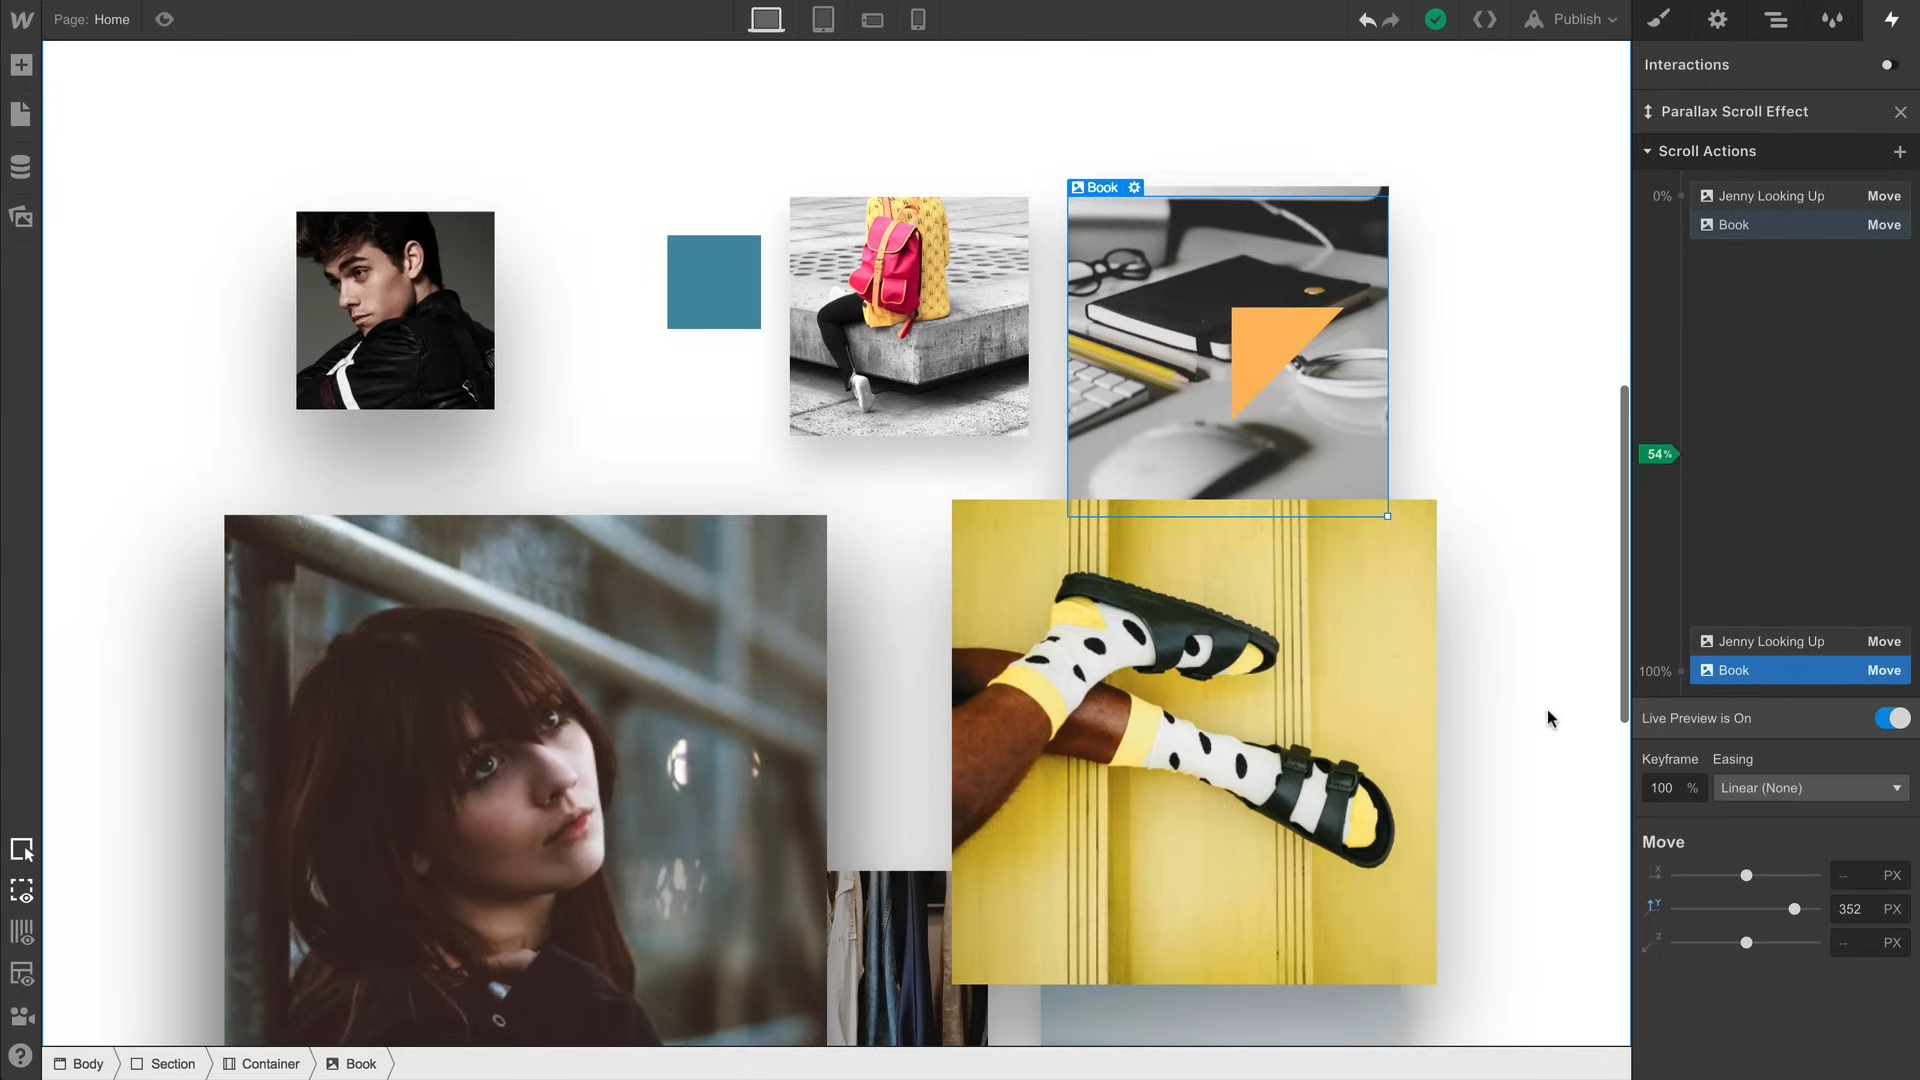 Page: Home
Publish
Interactions
Parallax Scroll Effect
Scroll Actions
0%
Jenny Looking Up Move
Book Move
Book
54%
Jenny Looking Up Move
100%
Book Move
Live Preview is On
Keyframe Easing
100 % Linear (None)
Move
X -- PX
Y 352 PX
Z -- PX
Body Section Container Book